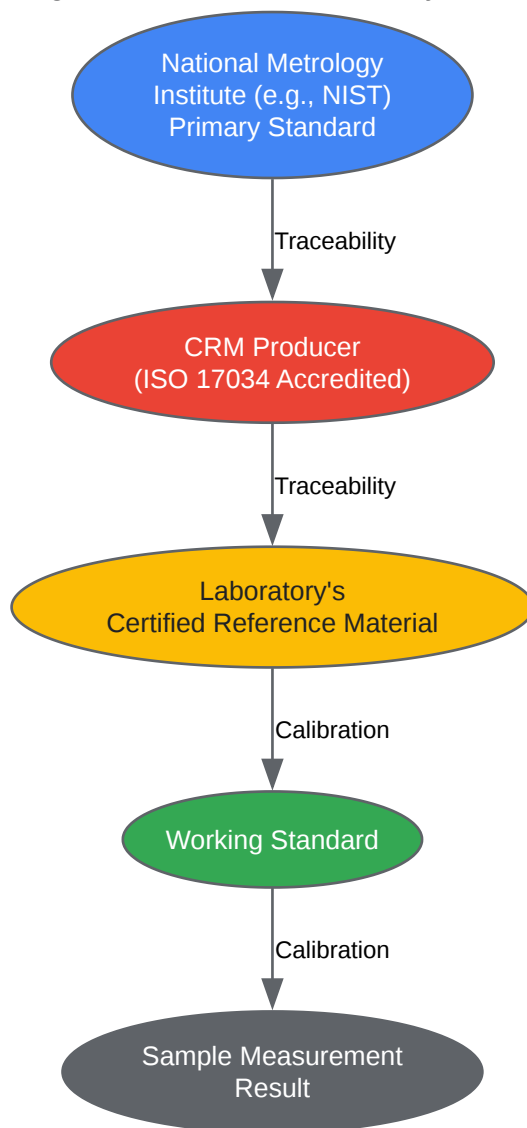 National Metrology
Institute (e.g., NIST)
Primary Standard
Traceability
CRM Producer
(ISO 17034 Accredited)
Traceability
Laboratory's
Certified Reference Material
Calibration
Working Standard
Calibration
Sample Measurement
Result